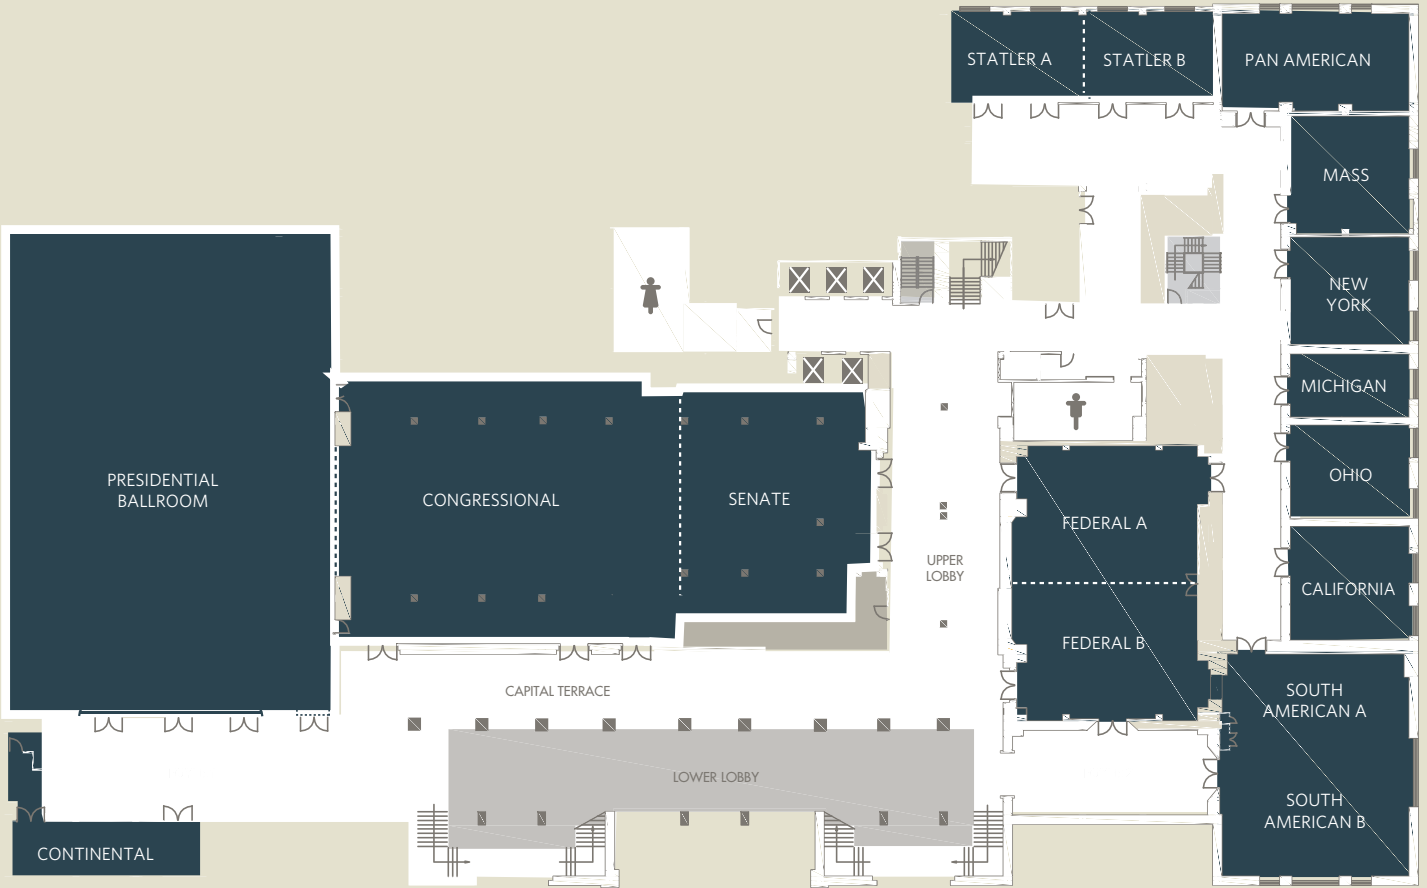 STATLER A
STATLER B
PAN AMERICAN
MASS
NEW
YORK
MICHIGAN
OHIO
CALIFORNIA
PRESIDENTIAL
BALLROOM
CONGRESSIONAL
SENATE
UPPER
LOBBY
FEDERAL A
FEDERAL B
CAPITAL TERRACE
SOUTH
AMERICAN A
LOWER LOBBY
SOUTH
AMERICAN B
CONTINENTAL